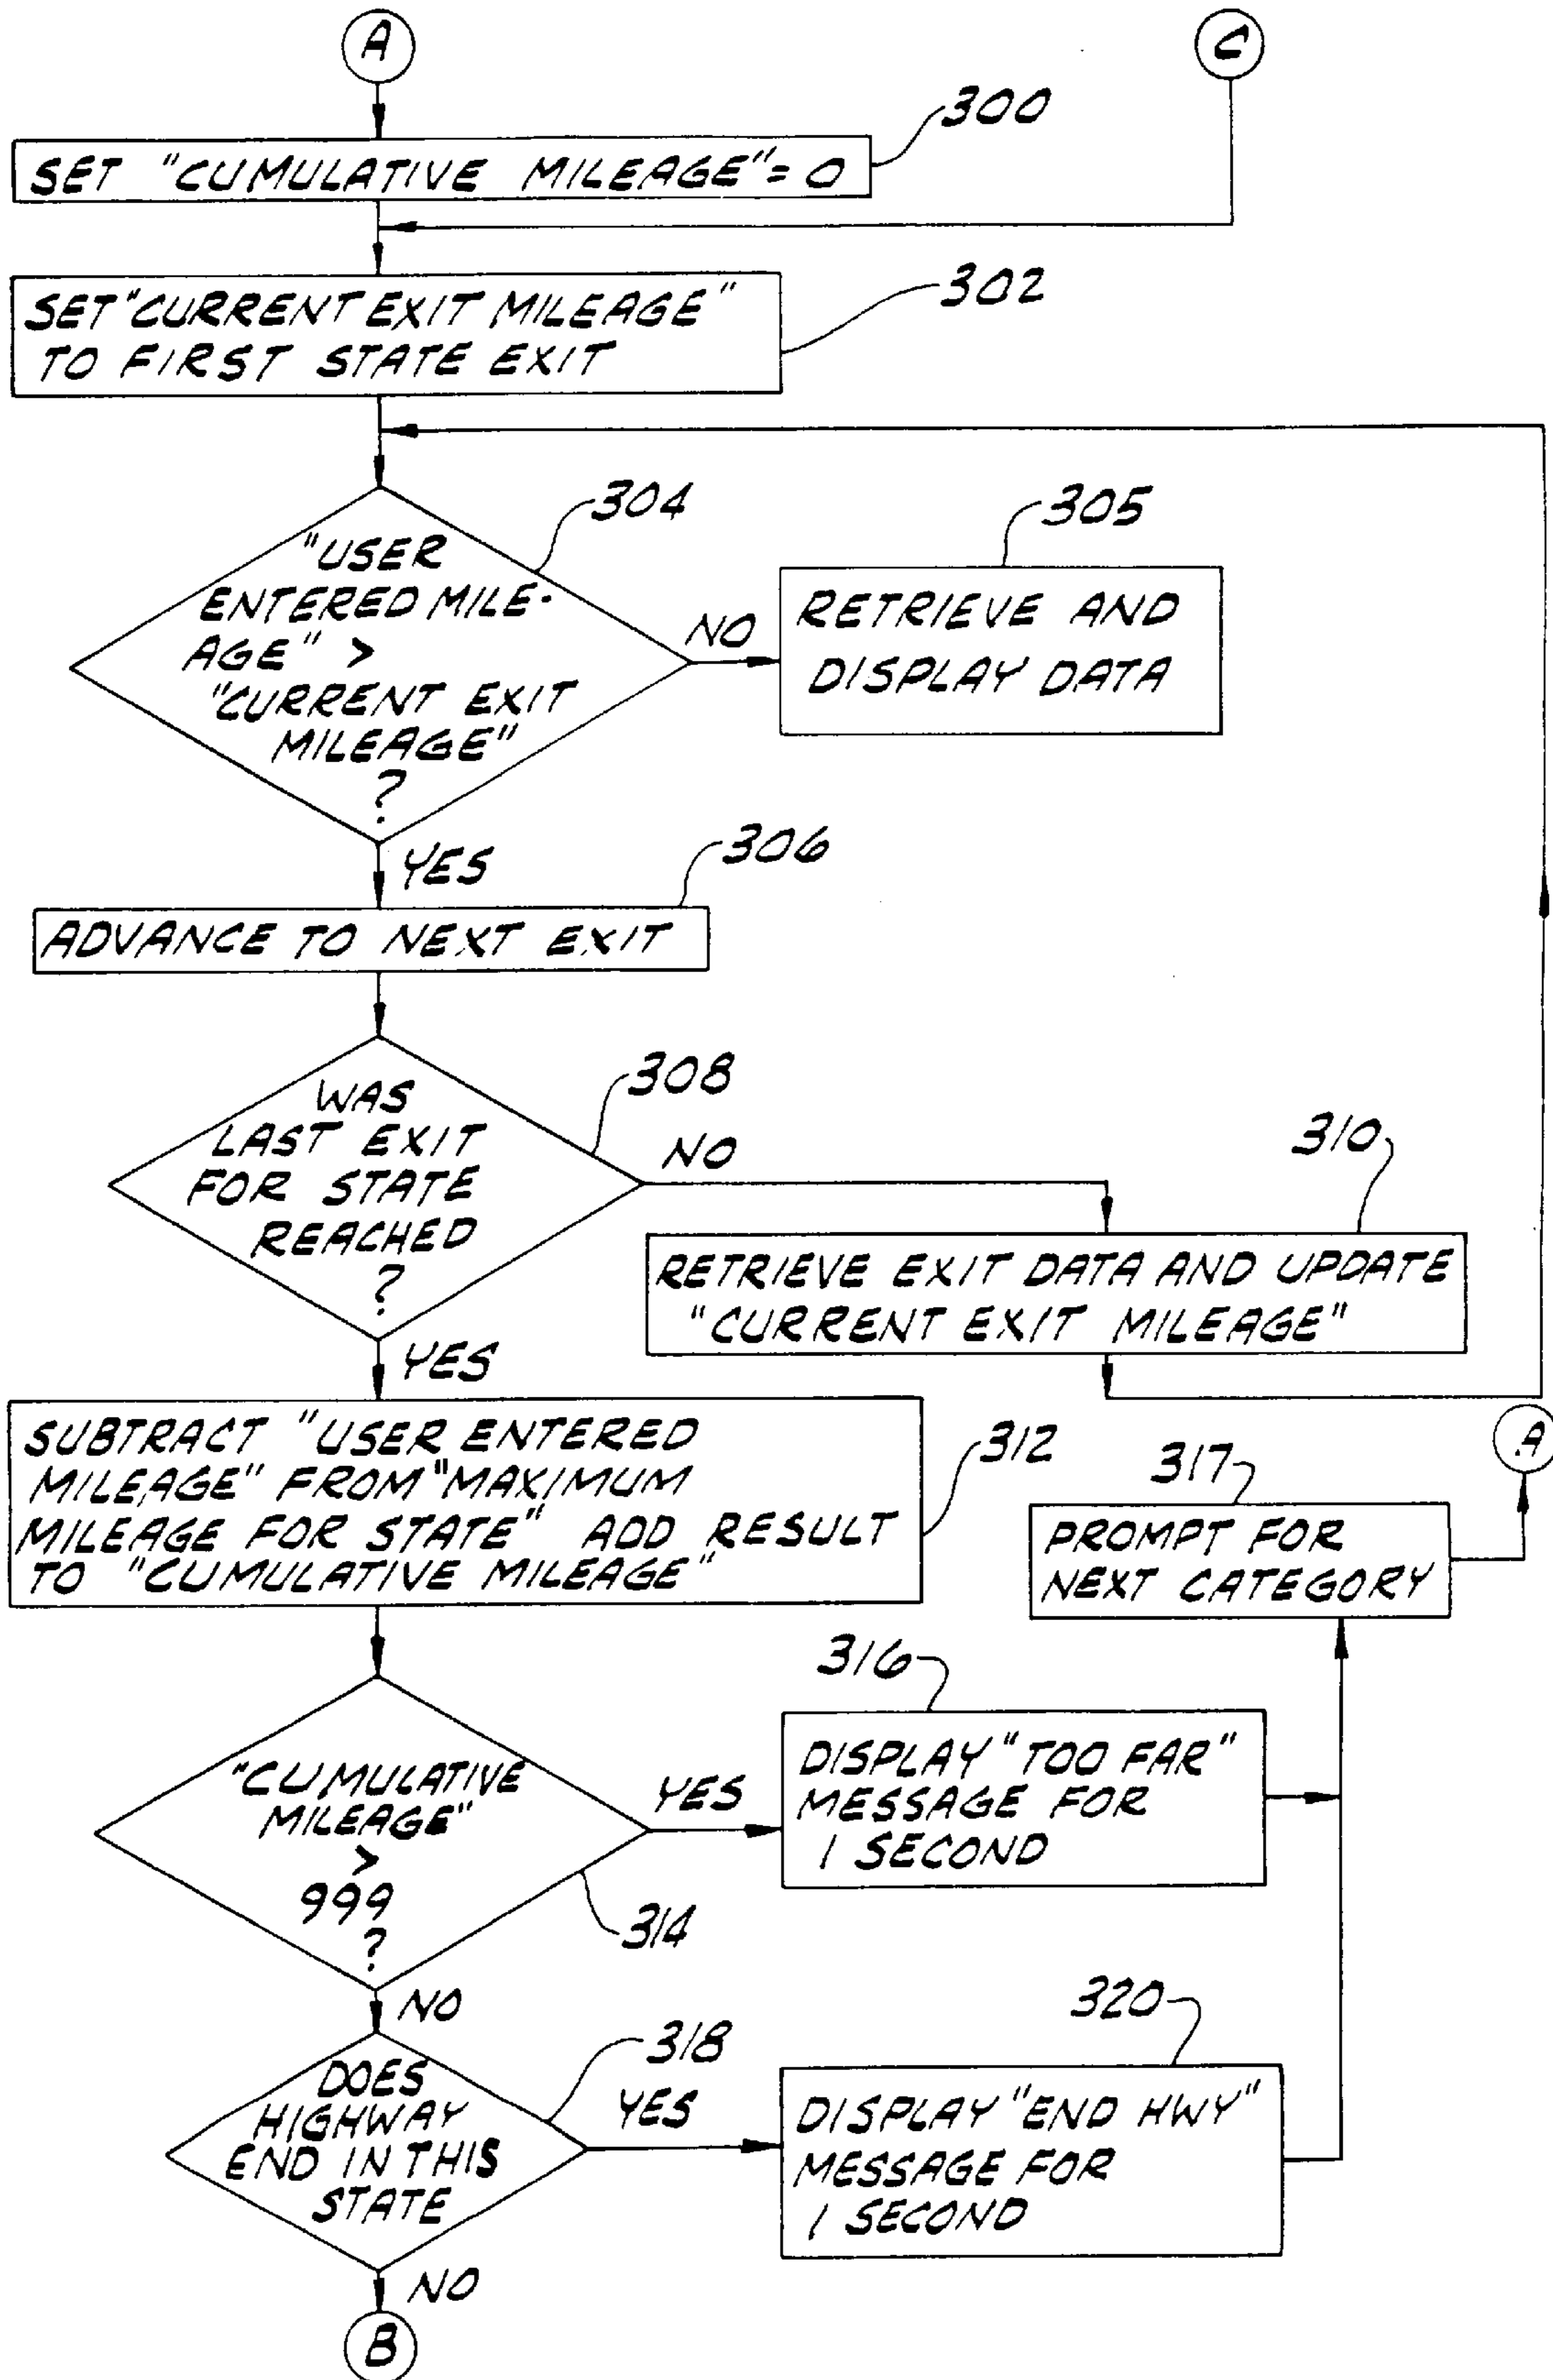 A
C
300
SET "CUMULATIVE MILEAGE"=0
302
SET "CURRENT EXIT MILEAGE"
TO FIRST STATE EXIT
304
"USER
ENTERED MILE-
AGE" >
"CURRENT EXIT
MILEAGE"
?
NO
305
RETRIEVE AND
DISPLAY DATA
YES
306
ADVANCE TO NEXT EXIT
308
WAS
LAST EXIT
FOR STATE
REACHED
?
NO
310
RETRIEVE EXIT DATA AND UPDATE
"CURRENT EXIT MILEAGE"
YES
SUBTRACT "USER ENTERED
MILEAGE" FROM "MAXIMUM
MILEAGE FOR STATE" ADD RESULT
TO "CUMULATIVE MILEAGE"
312
A
317
PROMPT FOR
NEXT CATEGORY
"CUMULATIVE
MILEAGE"
>
999
?
314
YES
316
DISPLAY "TOO FAR"
MESSAGE FOR
1 SECOND
NO
318
DOES
HIGHWAY
END IN THIS
STATE
YES
320
DISPLAY "END HWY"
MESSAGE FOR
1 SECOND
NO
B